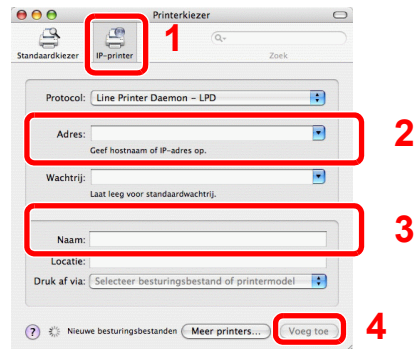 Printerkiezer
1
Standaardkiezer
IP-printer
Zoek
Protocol: Line Printer Daemon – LPD
2
Adres:
Geef hostnaam of IP-adres op.
Wachtrij:
Laat leeg voor standaardwachtrij.
3
Naam:
Locatie:
Druk af via: Selecteer besturingsbestand of printermodel
4
? Nieuwe besturingsbestanden Meer printers... Voeg toe